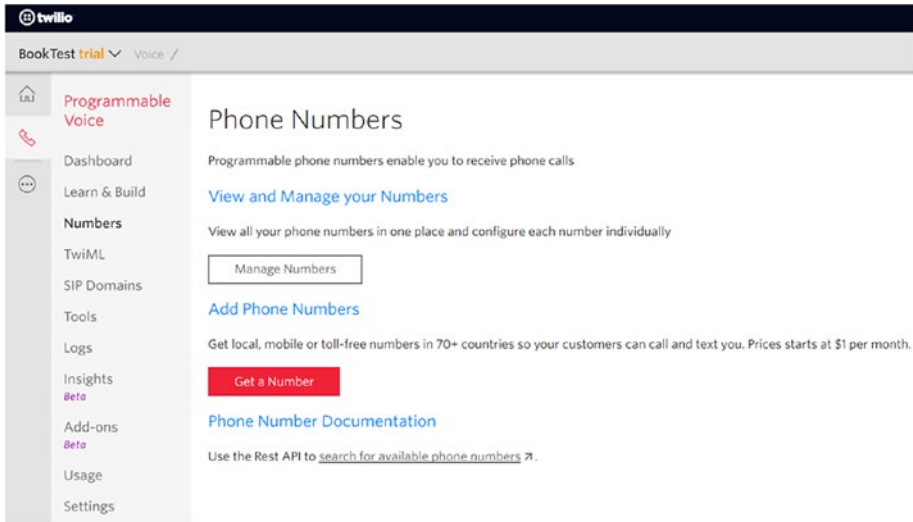 twilio
BookTest trial Voice /
Programmable
Voice
Dashboard
Learn & Build
Numbers
TwiML
SIP Domains
Tools
Logs
Insights
Beta
Add-ons
Beta
Usage
Settings
Phone Numbers
Programmable phone numbers enable you to receive phone calls
View and Manage your Numbers
View all your phone numbers in one place and configure each number individually
Manage Numbers
Add Phone Numbers
Get local, mobile or toll-free numbers in 70+ countries so your customers can call and text you. Prices starts at $1 per month.
Get a Number
Phone Number Documentation
Use the Rest API to search for available phone numbers ↗.